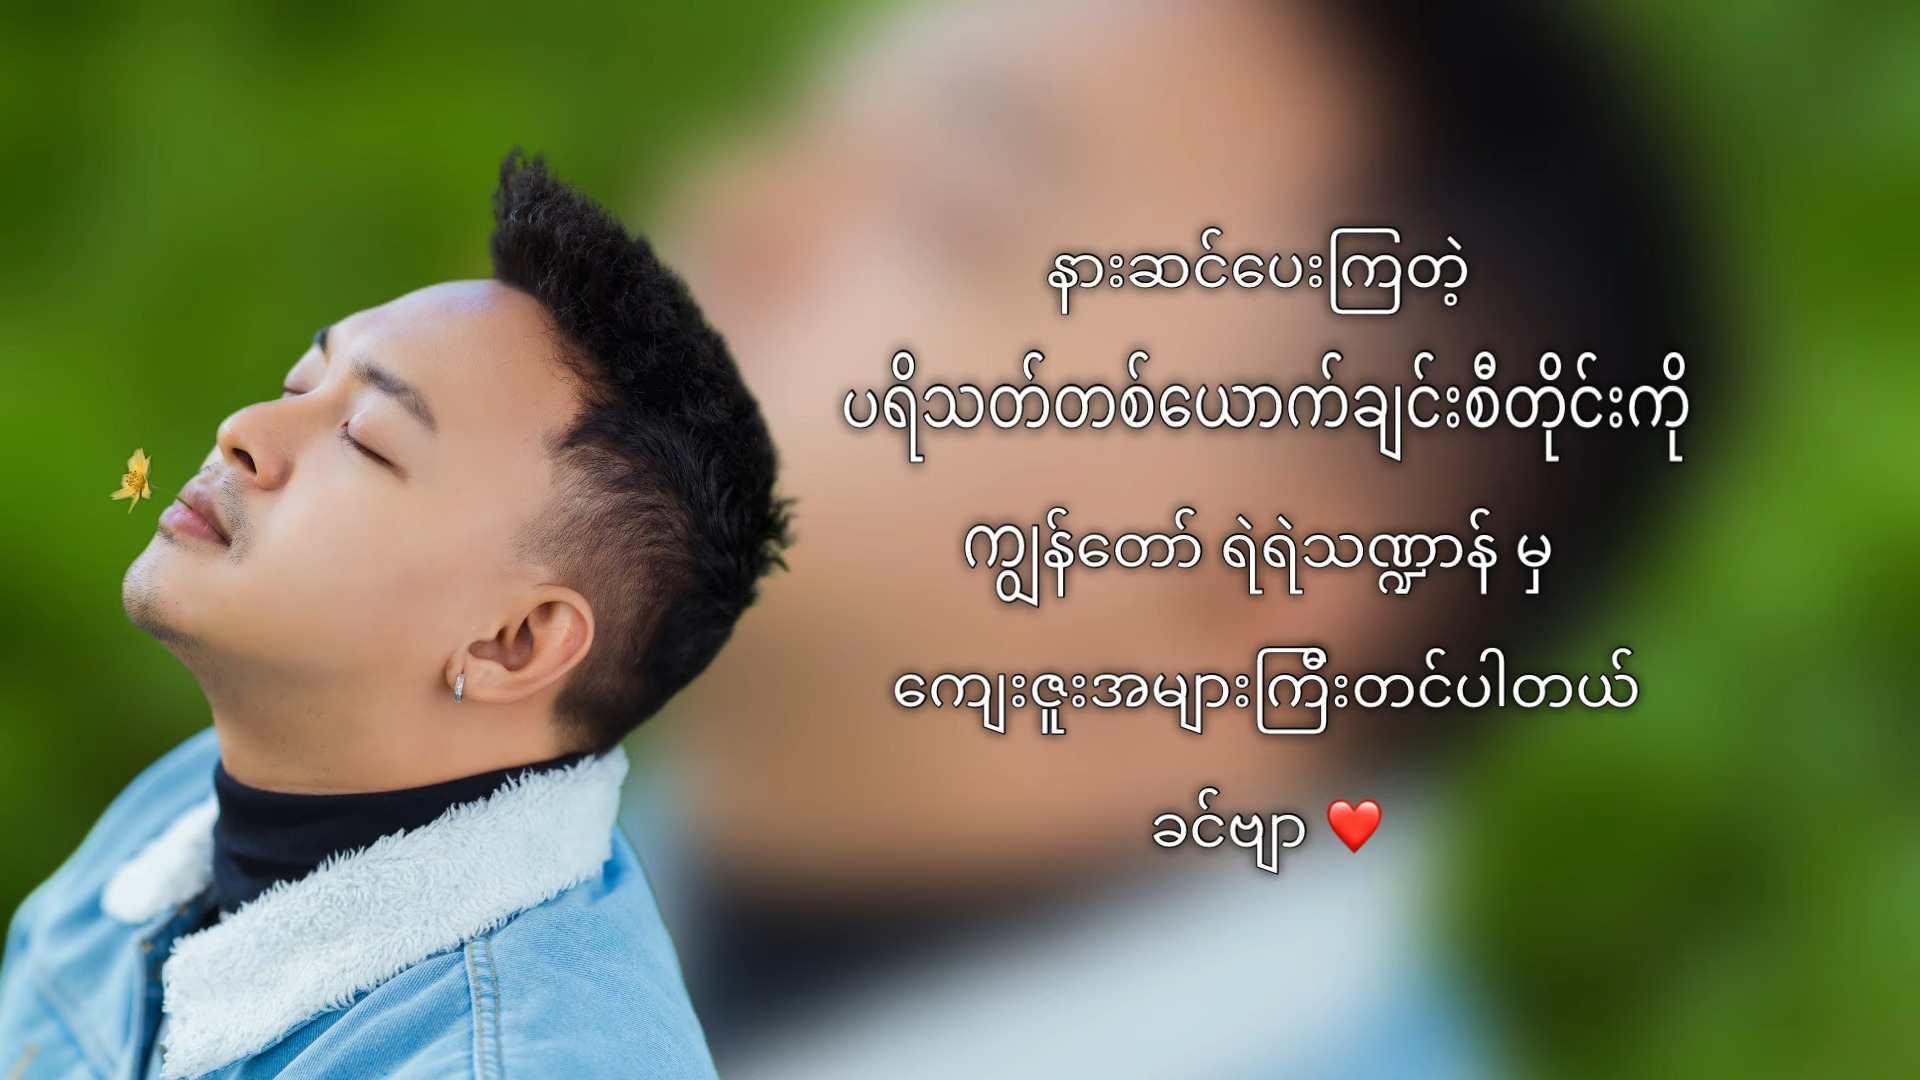 နားဆင်ပေးကြတဲ့
ပရိသတ်တစ်ယောက်ချင်းစီတိုင်းကို
ကျွန်တော် ရဲရဲသဏ္ဍာန် မှ
ကျေးဇူးအများကြီးတင်ပါတယ်
ခင်ဗျာ ❤️